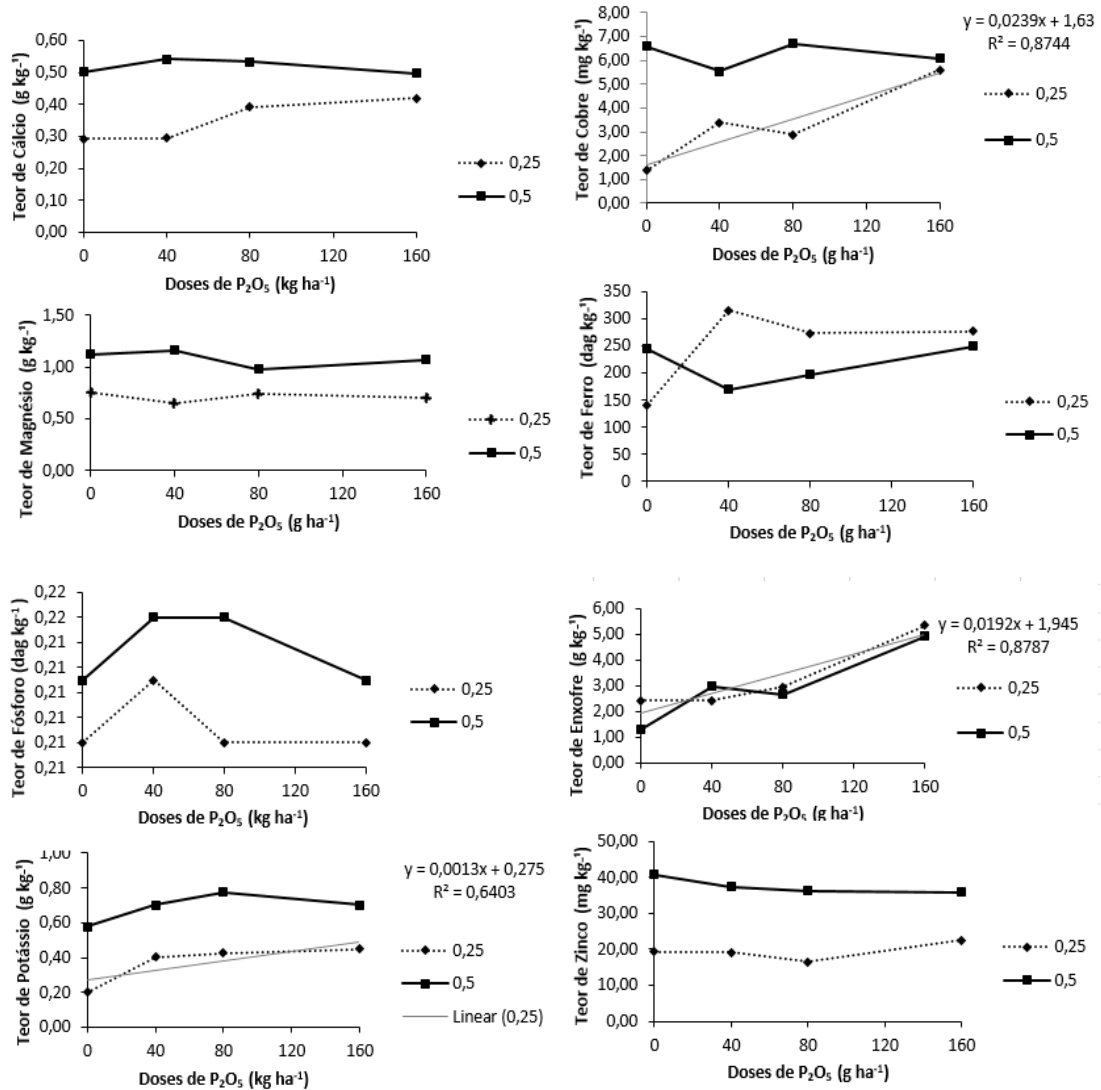 Teor de Cálcio (g kg-¹)
0,60
0,50
0,40
0,30
0,20
0,10
0,00
0 40 80 120 160
Doses de P₂O₅ (kg ha⁻¹)
0,25
0,5
Teor de Cobre (mg kg-¹)
8,00
7,00
6,00
5,00
4,00
3,00
2,00
1,00
0,00
0 40 80 120 160
Doses de P₂O₅ (g ha⁻¹)
y = 0,0239x + 1,63
R² = 0,8744
0,25
0,5
Teor de Magnésio (g kg-¹)
1,50
1,00
0,50
0,00
0 40 80 120 160
Doses de P₂O₅ (g ha⁻¹)
0,25
0,5
Teor de Ferro (dag kg-¹)
350
300
250
200
150
100
50
0
0 40 80 120 160
Doses de P₂O₅ (g ha⁻¹)
0,25
0,5
Teor de Fósforo (dag kg-¹)
0,22
0,22
0,21
0,21
0,21
0,21
0,21
0,21
0 40 80 120 160
Doses de P₂O₅ (kg ha⁻¹)
0,25
0,5
Teor de Enxofre (g kg-¹)
6,00
5,00
4,00
3,00
2,00
1,00
0,00
0 40 80 120 160
Doses de P₂O₅ (g ha⁻¹)
y = 0,0192x + 1,945
R² = 0,8787
0,25
0,5
Teor de Potássio (g kg-¹)
1,00
0,80
0,60
0,40
0,20
0,00
0 40 80 120 160
Doses de P₂O₅ (kg ha⁻¹)
y = 0,0013x + 0,275
R² = 0,6403
0,25
0,5
Linear (0,25)
Teor de Zinco (mg kg-¹)
50,00
40,00
30,00
20,00
10,00
0,00
0 40 80 120 160
Doses de P₂O₅ (g ha⁻¹)
0,25
0,5